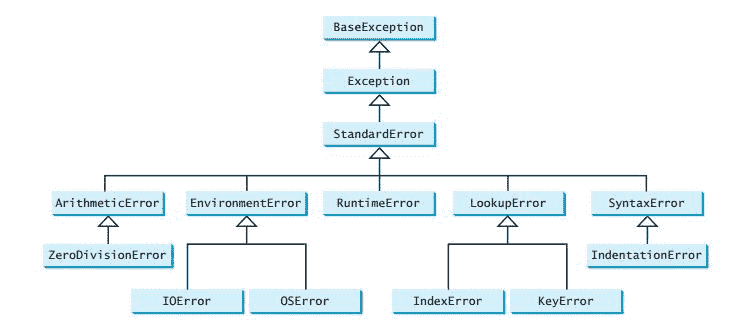 BaseException
Exception
StandardError
ArithmeticError
EnvironmentError
RuntimeError
LookupError
SyntaxError
ZeroDivisionError
IndentationError
IOError
OSError
IndexError
KeyError